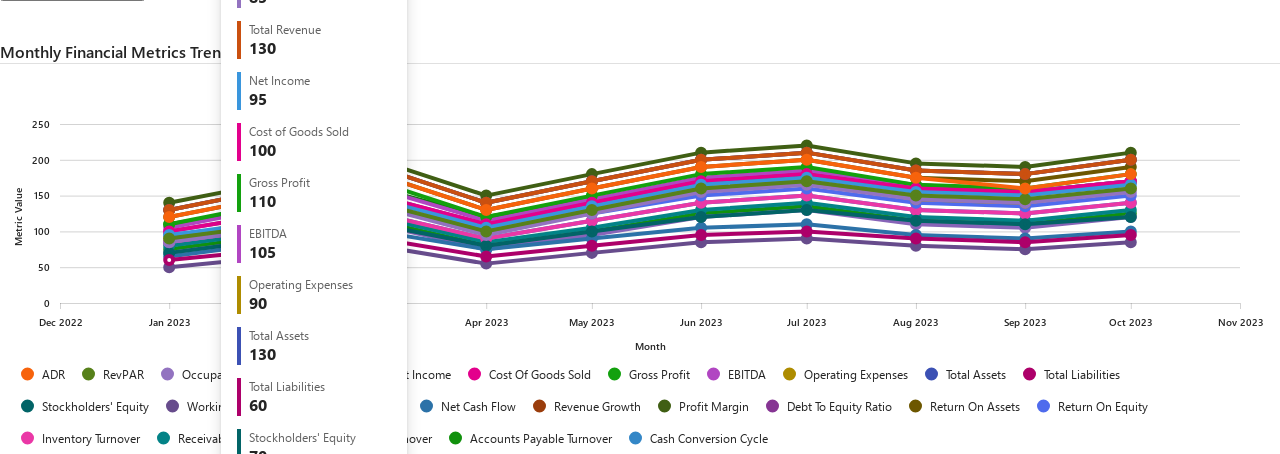 Total Revenue
130
Monthly Financial Metrics Tren
Net Income
95
Cost of Goods Sold
100
Gross Profit
110
EBITDA
105
Operating Expenses
90
Total Assets
130
Total Liabilities
60
Stockholders' Equity
250
200
150
100
50
0
Metric Value
Dec 2022
Jan 2023
Apr 2023
May 2023
Jun 2023
Jul 2023
Aug 2023
Sep 2023
Oct 2023
Nov 2023
Month
ADR RevPAR Occupa t Income Cost Of Goods Sold Gross Profit EBITDA Operating Expenses Total Assets Total Liabilities
Stockholders' Equity Workin Net Cash Flow Revenue Growth Profit Margin Debt To Equity Ratio Return On Assets Return On Equity
Inventory Turnover Receivab nover Accounts Payable Turnover Cash Conversion Cycle